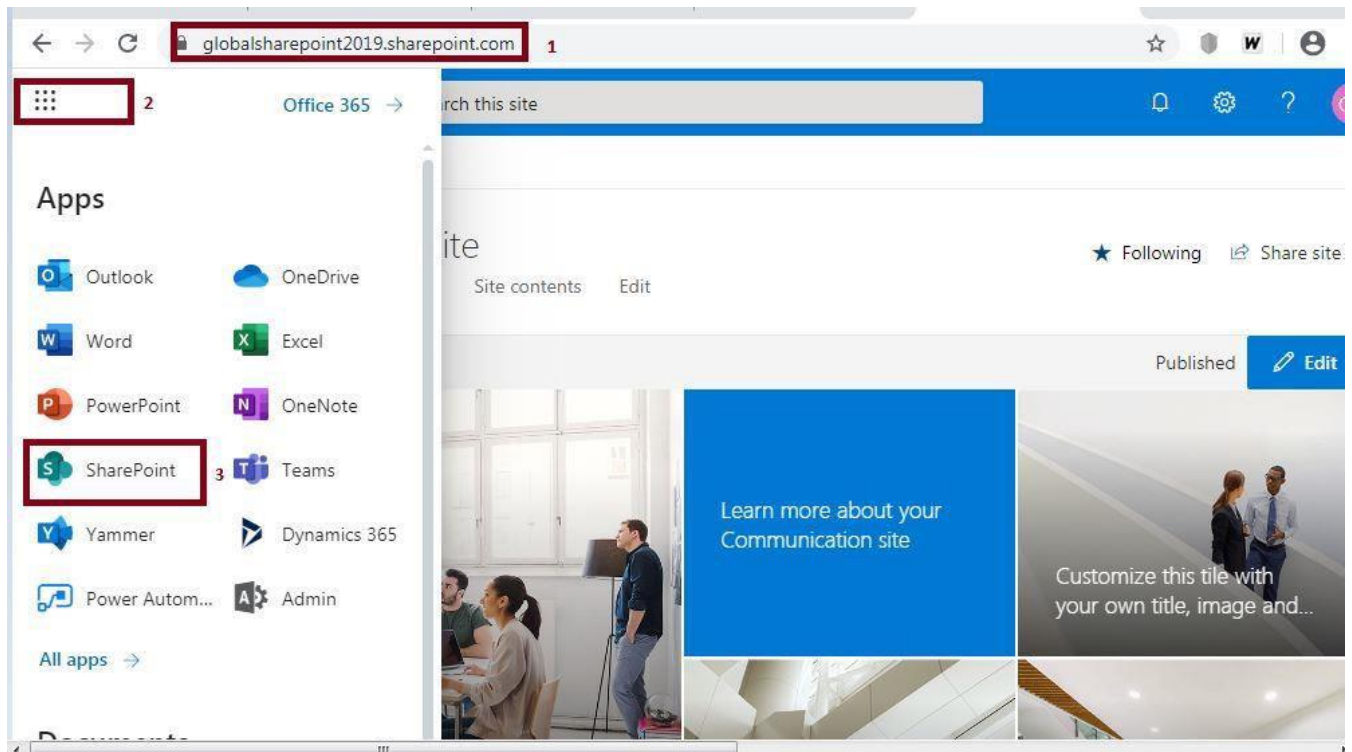 globalsharepoint2019.sharepoint.com 1
W
2 Office 365 →
rch this site
?
Apps
ite
Following Share site
Outlook OneDrive
Site contents Edit
Word Excel
Published Edit
PowerPoint OneNote
SharePoint 3 Teams
Learn more about your
Communication site
Yammer Dynamics 365
Customize this tile with
your own title, image and...
Power Autom... Admin
All apps →
Documents